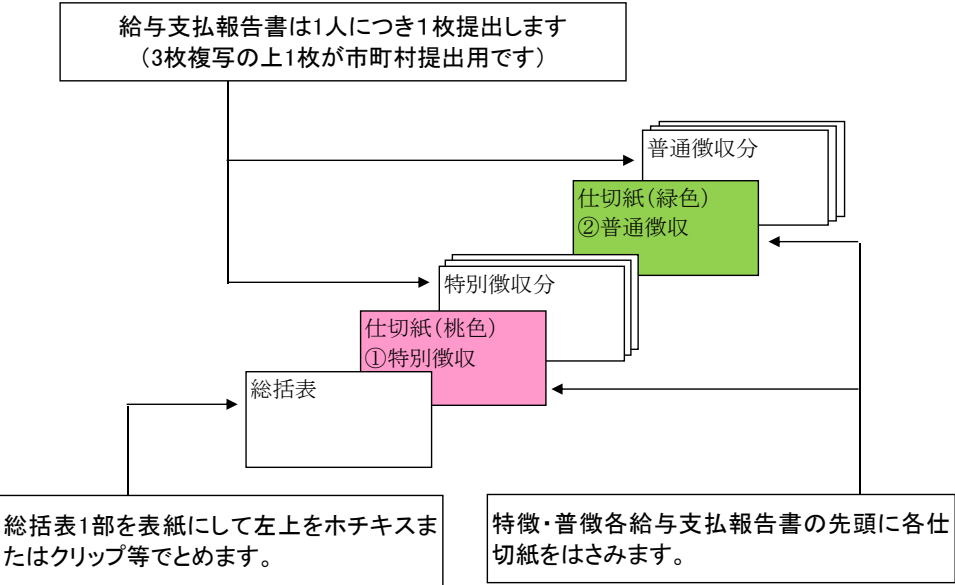 給与支払報告書は1人につき1枚提出します
（3枚複写の上1枚が市町村提出用です）
普通徴収分
仕切紙（緑色）
②普通徴収
特別徴収分
仕切紙（桃色）
①特別徴収
総括表
総括表1部を表紙にして左上をホチキスま
たはクリップ等でとめます。
特徴・普徴各給与支払報告書の先頭に各仕
切紙をはさみます。